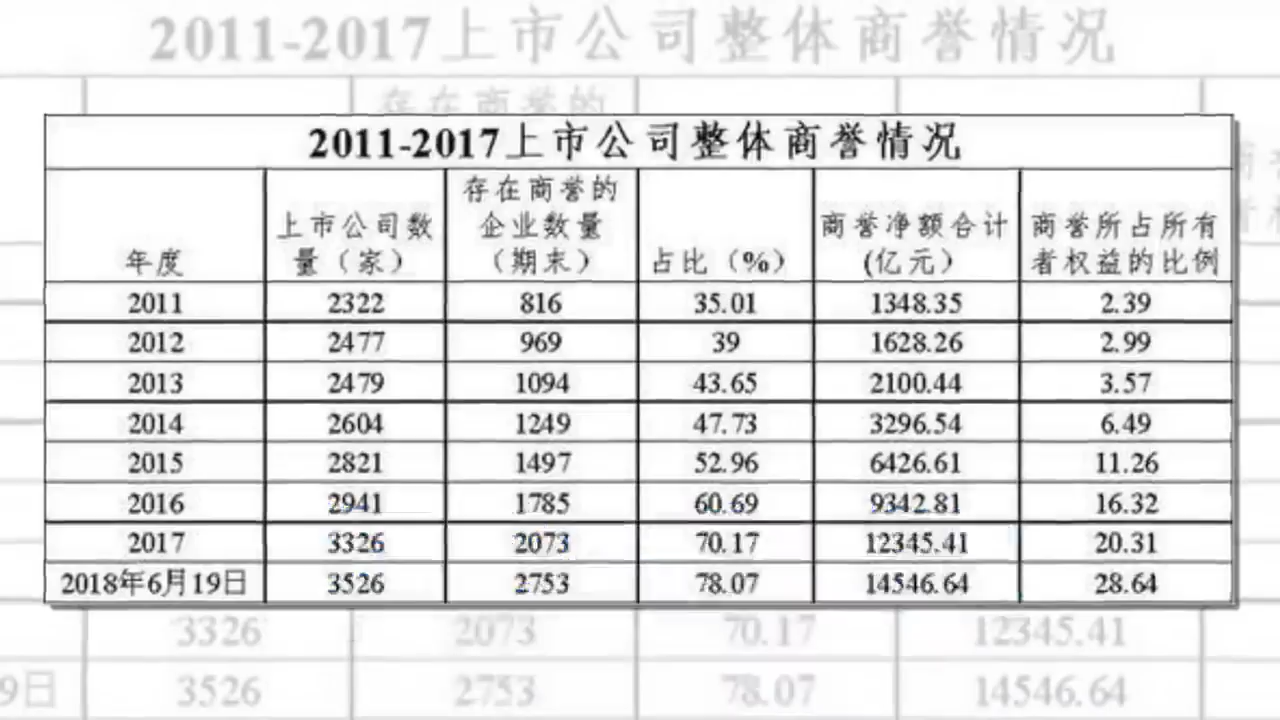 2011-2017上市公司整体商誉情况
年度 上市公司数量（家） 存在商誉的企业数量（期末） 占比（%） 商誉净额合计(亿元） 商誉所占所有者权益的比例
2011 2322 816 35.01 1348.35 2.39
2012 2477 969 39 1628.26 2.99
2013 2479 1094 43.65 2100.44 3.57
2014 2604 1249 47.73 3296.54 6.49
2015 2821 1497 52.96 6426.61 11.26
2016 2941 1785 60.69 9342.81 16.32
2017 3326 2073 70.17 12345.41 20.31
2018年6月19日 3526 2753 78.07 14546.64 28.64
2011-2017上市公司整体商誉情况
存在商誉的
3326 2073 70.17 12345.41
9日 3526 2753 78.07 14546.64